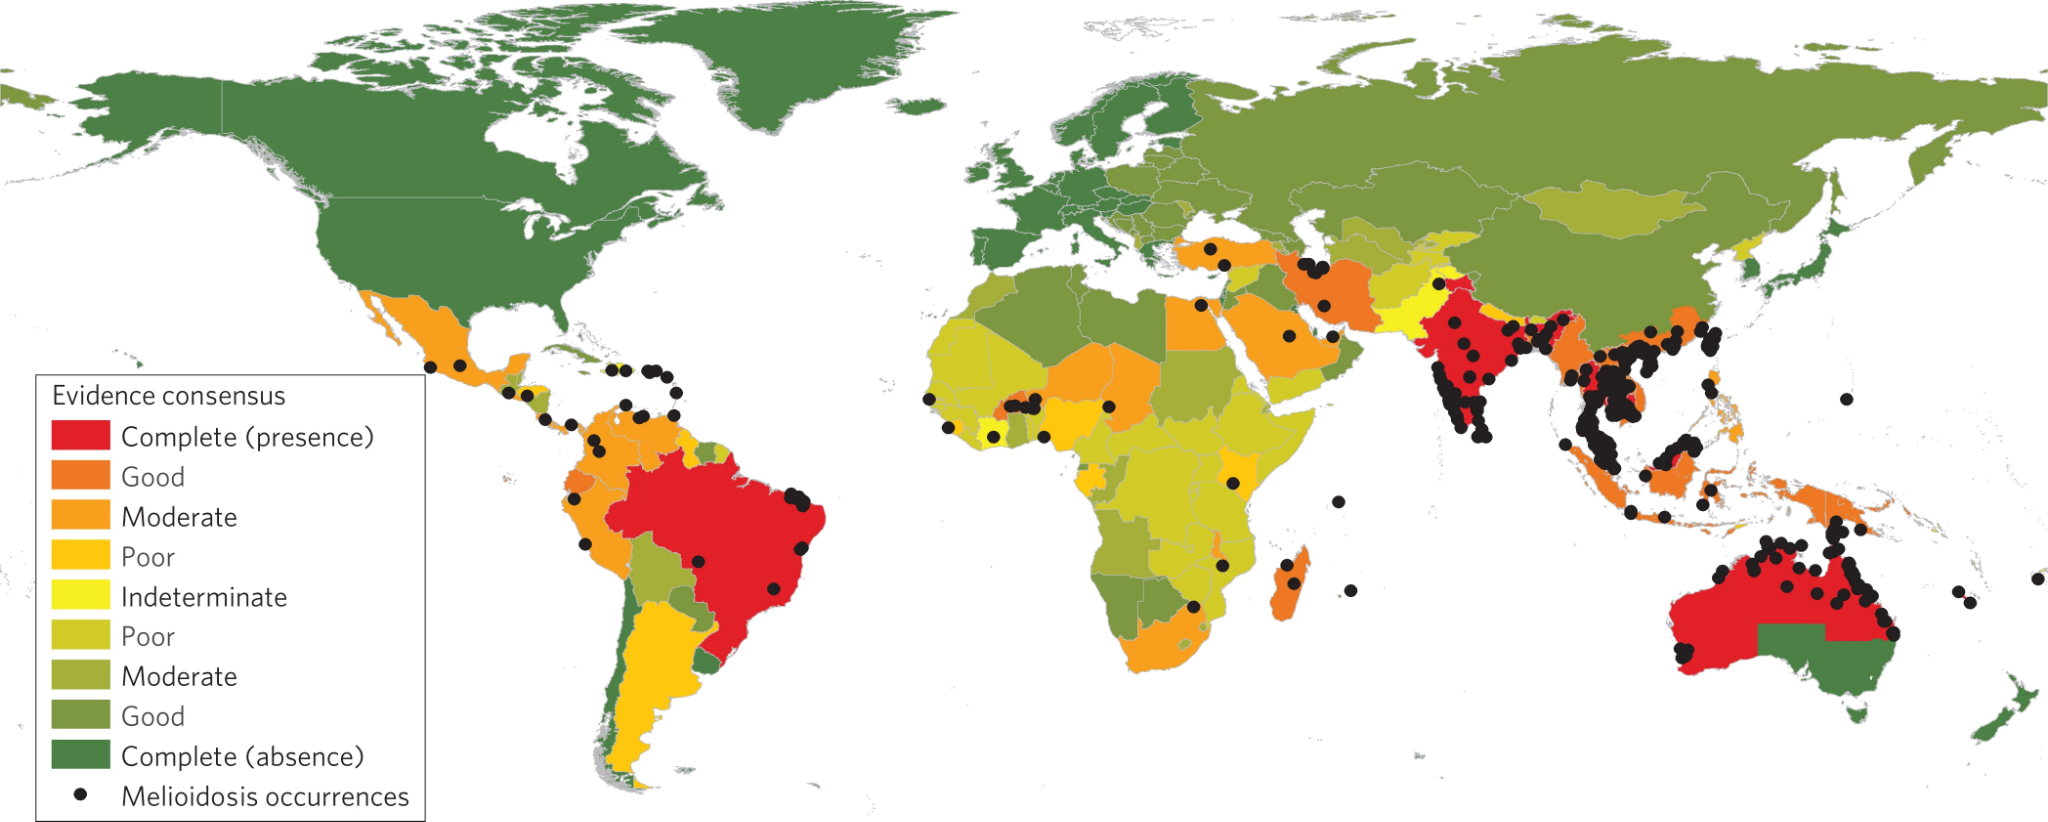 Evidence consensus
Complete (presence)
Good
Moderate
Poor
Indeterminate
Poor
Moderate
Good
Complete (absence)
Melioidosis occurrences